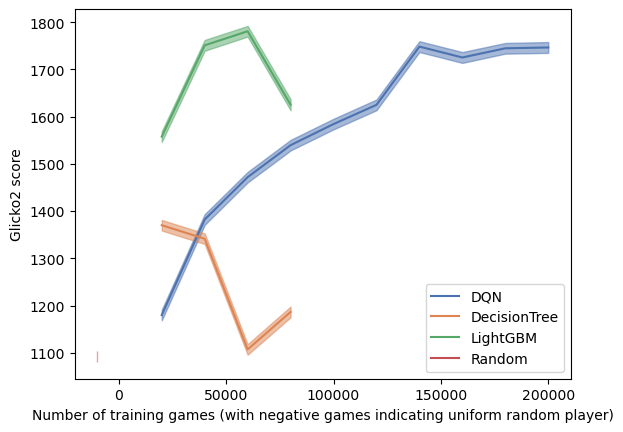 1800
1700
1600
1500
1400
1300
1200
1100
Glicko2 score
DQN
DecisionTree
LightGBM
Random
0 50000 100000 150000 200000
Number of training games (with negative games indicating uniform random player)